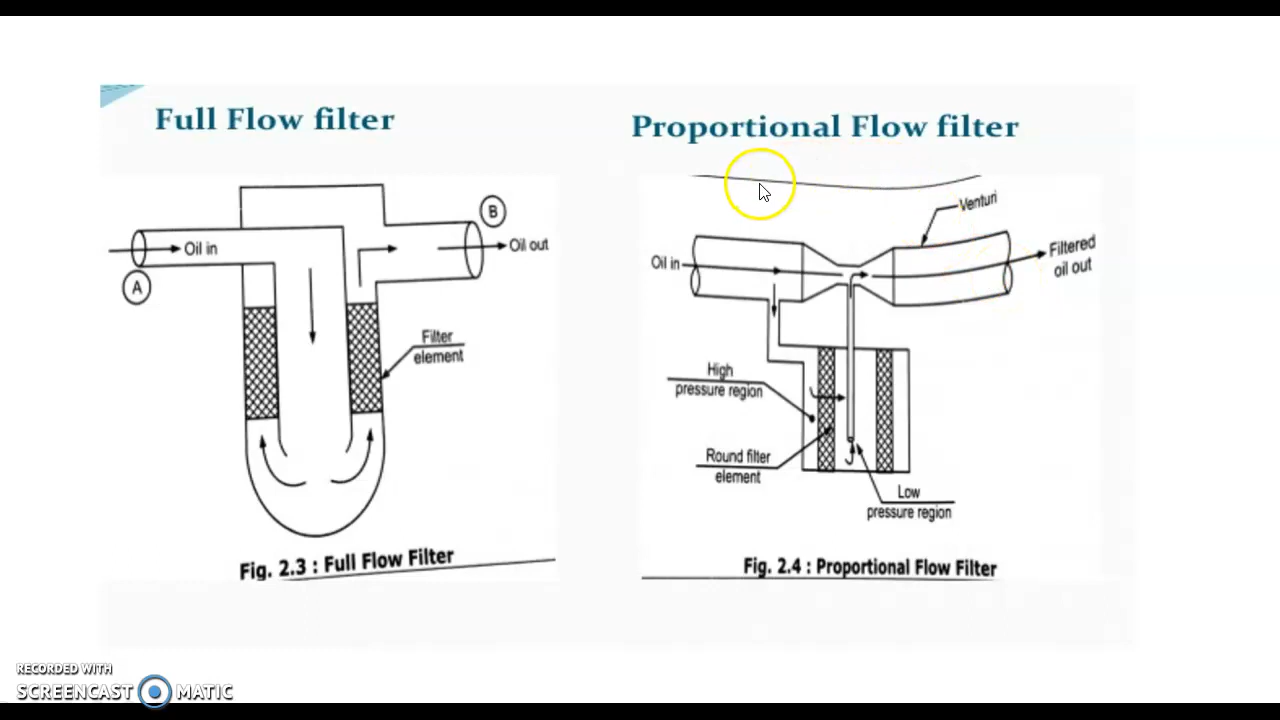 Full Flow filter
Proportional Flow filter
B
Oil in
Oil out
A
Filter
element
Fig. 2.3 : Full Flow Filter
Venturi
Oil in
Filtered
oil out
High
pressure region
Round filter
element
Low
pressure region
Fig. 2.4 : Proportional Flow Filter
RECORDED WITH
SCREENCAST MATIC